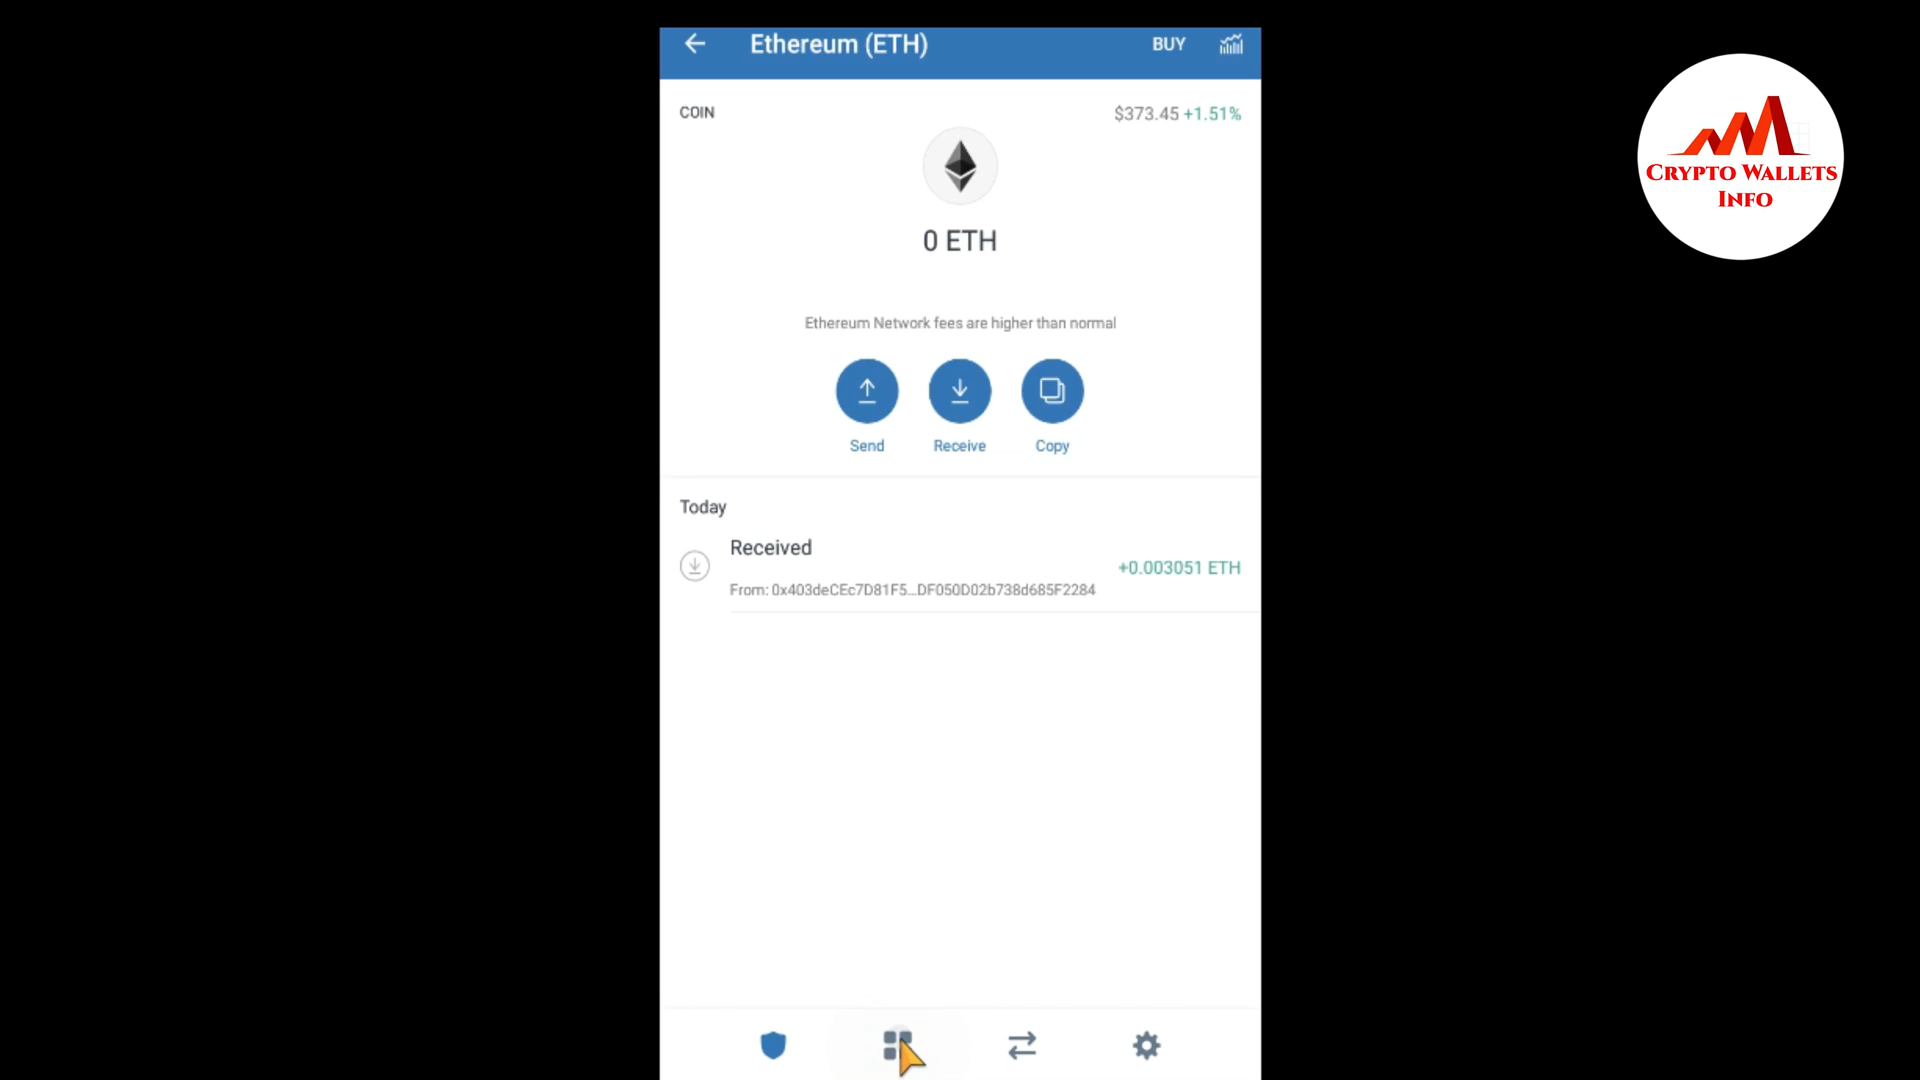 Ethereum (ETH)
BUY
COIN
$373.45 +1.51%
0 ETH
Ethereum Network fees are higher than normal
Send
Receive
Copy
Today
Received
+0.003051 ETH
From: 0x403deCEc7D81F5...DF050D02b738d685F2284
Crypto Wallets
Info